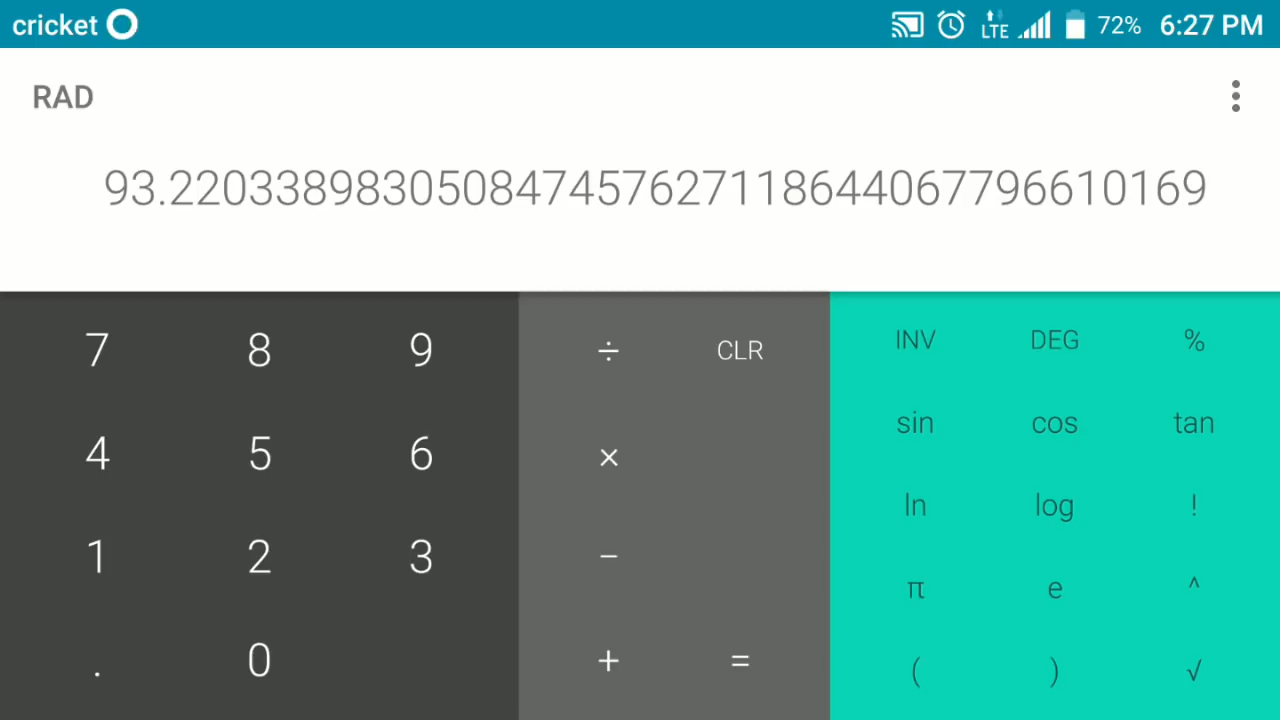 cricket LTE 72% 6:27 PM
RAD
93.220338983050847457627118644067796610169
7 8 9 ÷ CLR INV DEG %
4 5 6 × sin cos tan
1 2 3 − ln log !
π e ^
. 0 + = ( ) √